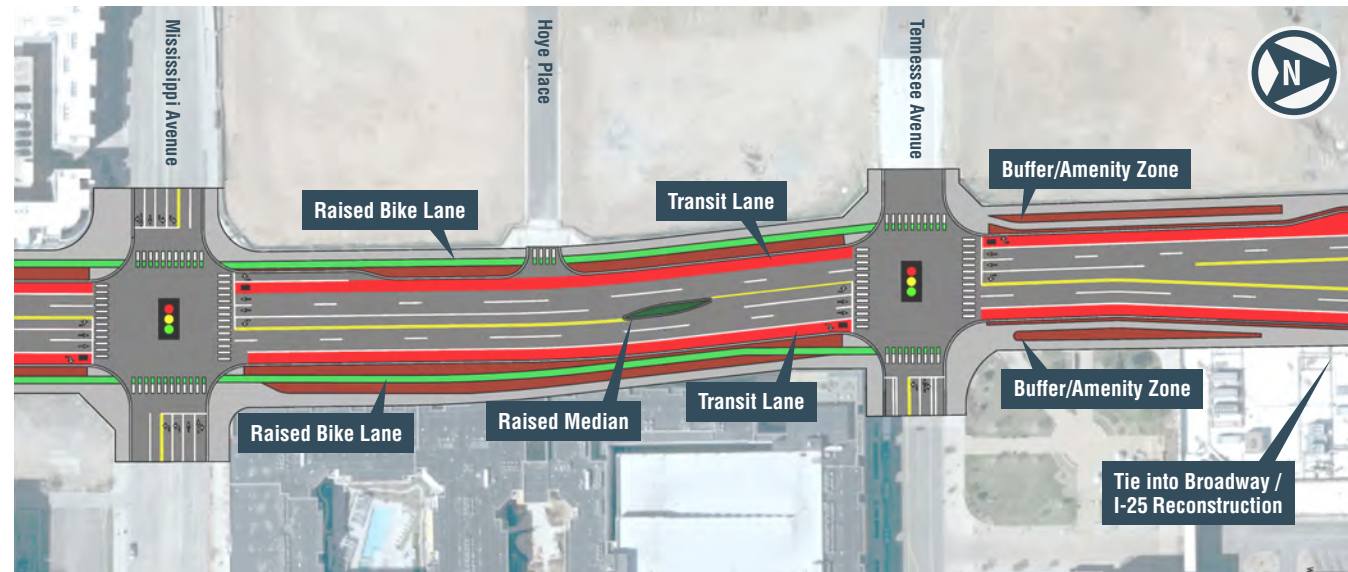 Mississippi Avenue
Hoye Place
Tennessee Avenue
N
Buffer/Amenity Zone
Transit Lane
Raised Bike Lane
Raised Median
Transit Lane
Raised Bike Lane
Buffer/Amenity Zone
Tie into Broadway /
I-25 Reconstruction